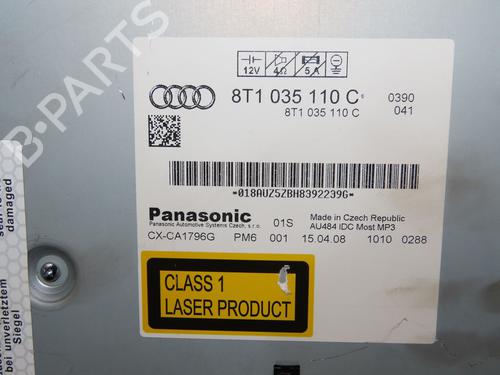 12V 4Ω 5A
8T1 035 110 C 0390
8T1 035 110 C 041
*018AUZ5ZBH8392239G*
Panasonic 01S Made in Czech Republic
Panasonic Automotive Systems Czech, s.r.o. AU484 IDC Most MP3
CX-CA1796G PM6 001 15.04.08 1010 0288
CLASS 1
LASER PRODUCT
damaged
bei unverletztem
Siegel
B-PARTS